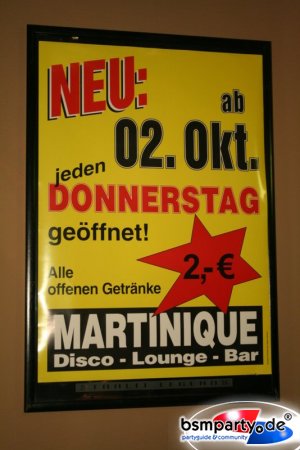 NEU:
ab
02. Okt.
jeden
DONNERSTAG
geöffnet!
Alle
offenen Getränke
2,-€
MARTINIQUE
Disco - Lounge - Bar
bsmparty.de®
partyguide & community